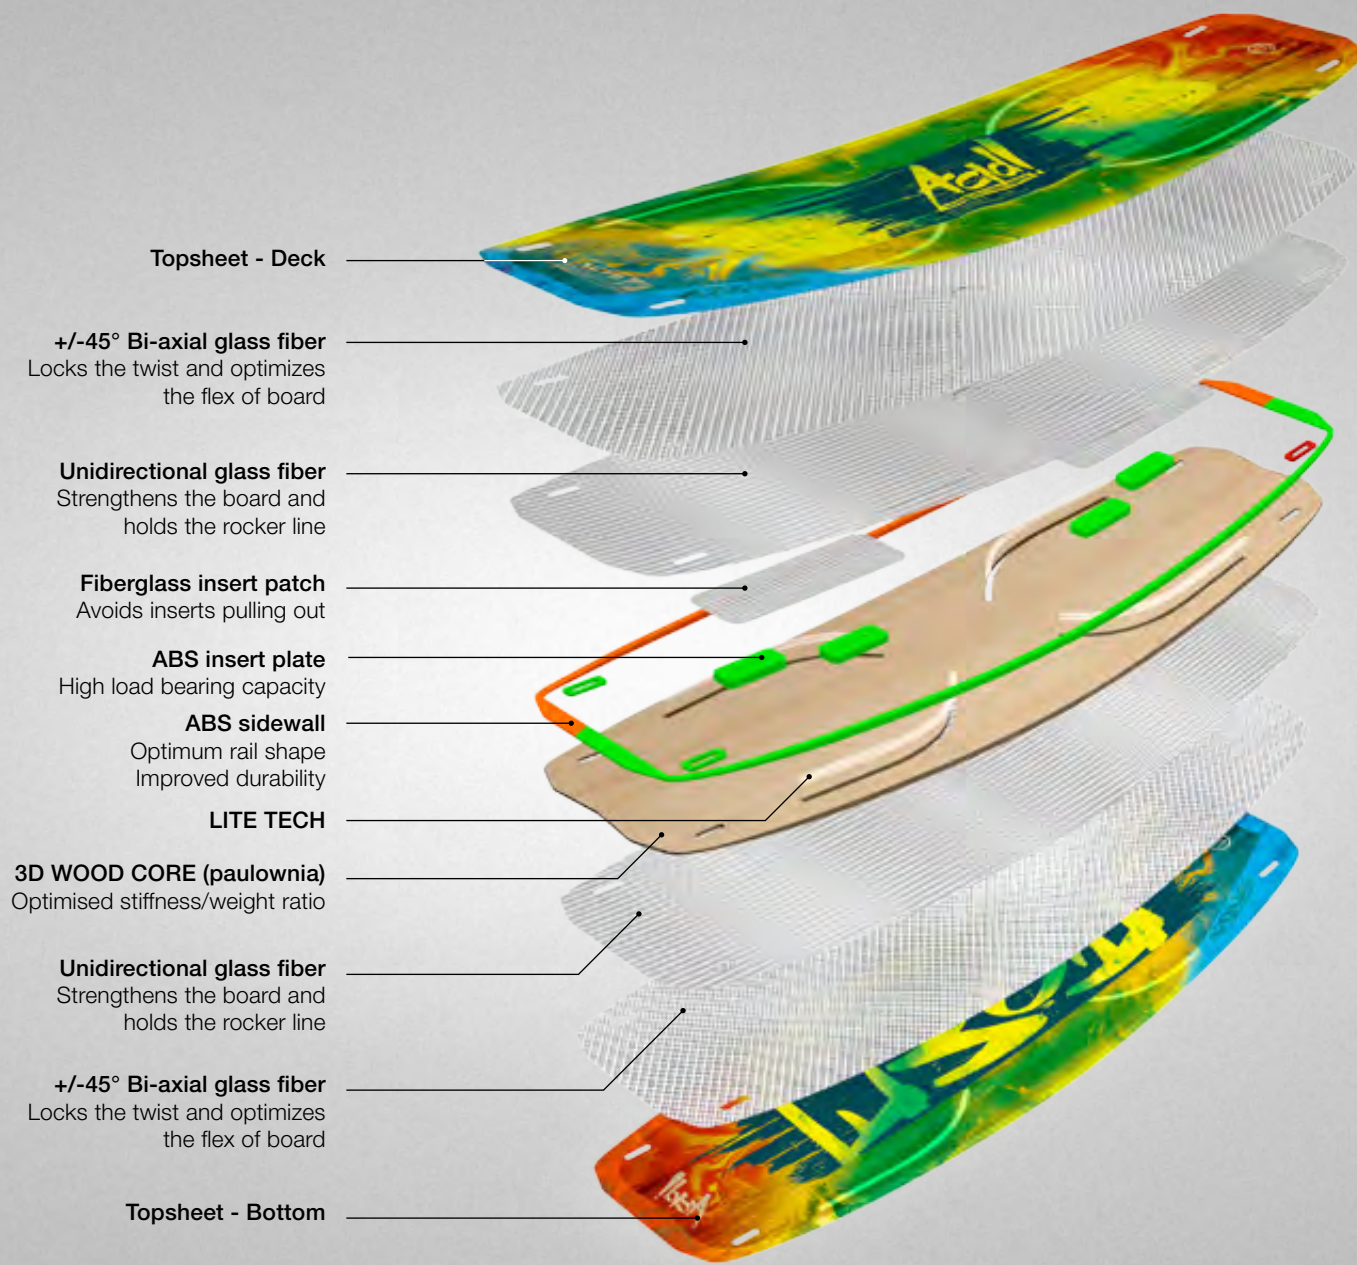 Topsheet - Deck
+/-45° Bi-axial glass fiber
Locks the twist and optimizes
the flex of board
Unidirectional glass fiber
Strengthens the board and
holds the rocker line
Fiberglass insert patch
Avoids inserts pulling out
ABS insert plate
High load bearing capacity
ABS sidewall
Optimum rail shape
Improved durability
LITE TECH
3D WOOD CORE (paulownia)
Optimised stiffness/weight ratio
Unidirectional glass fiber
Strengthens the board and
holds the rocker line
+/-45° Bi-axial glass fiber
Locks the twist and optimizes
the flex of board
Topsheet - Bottom